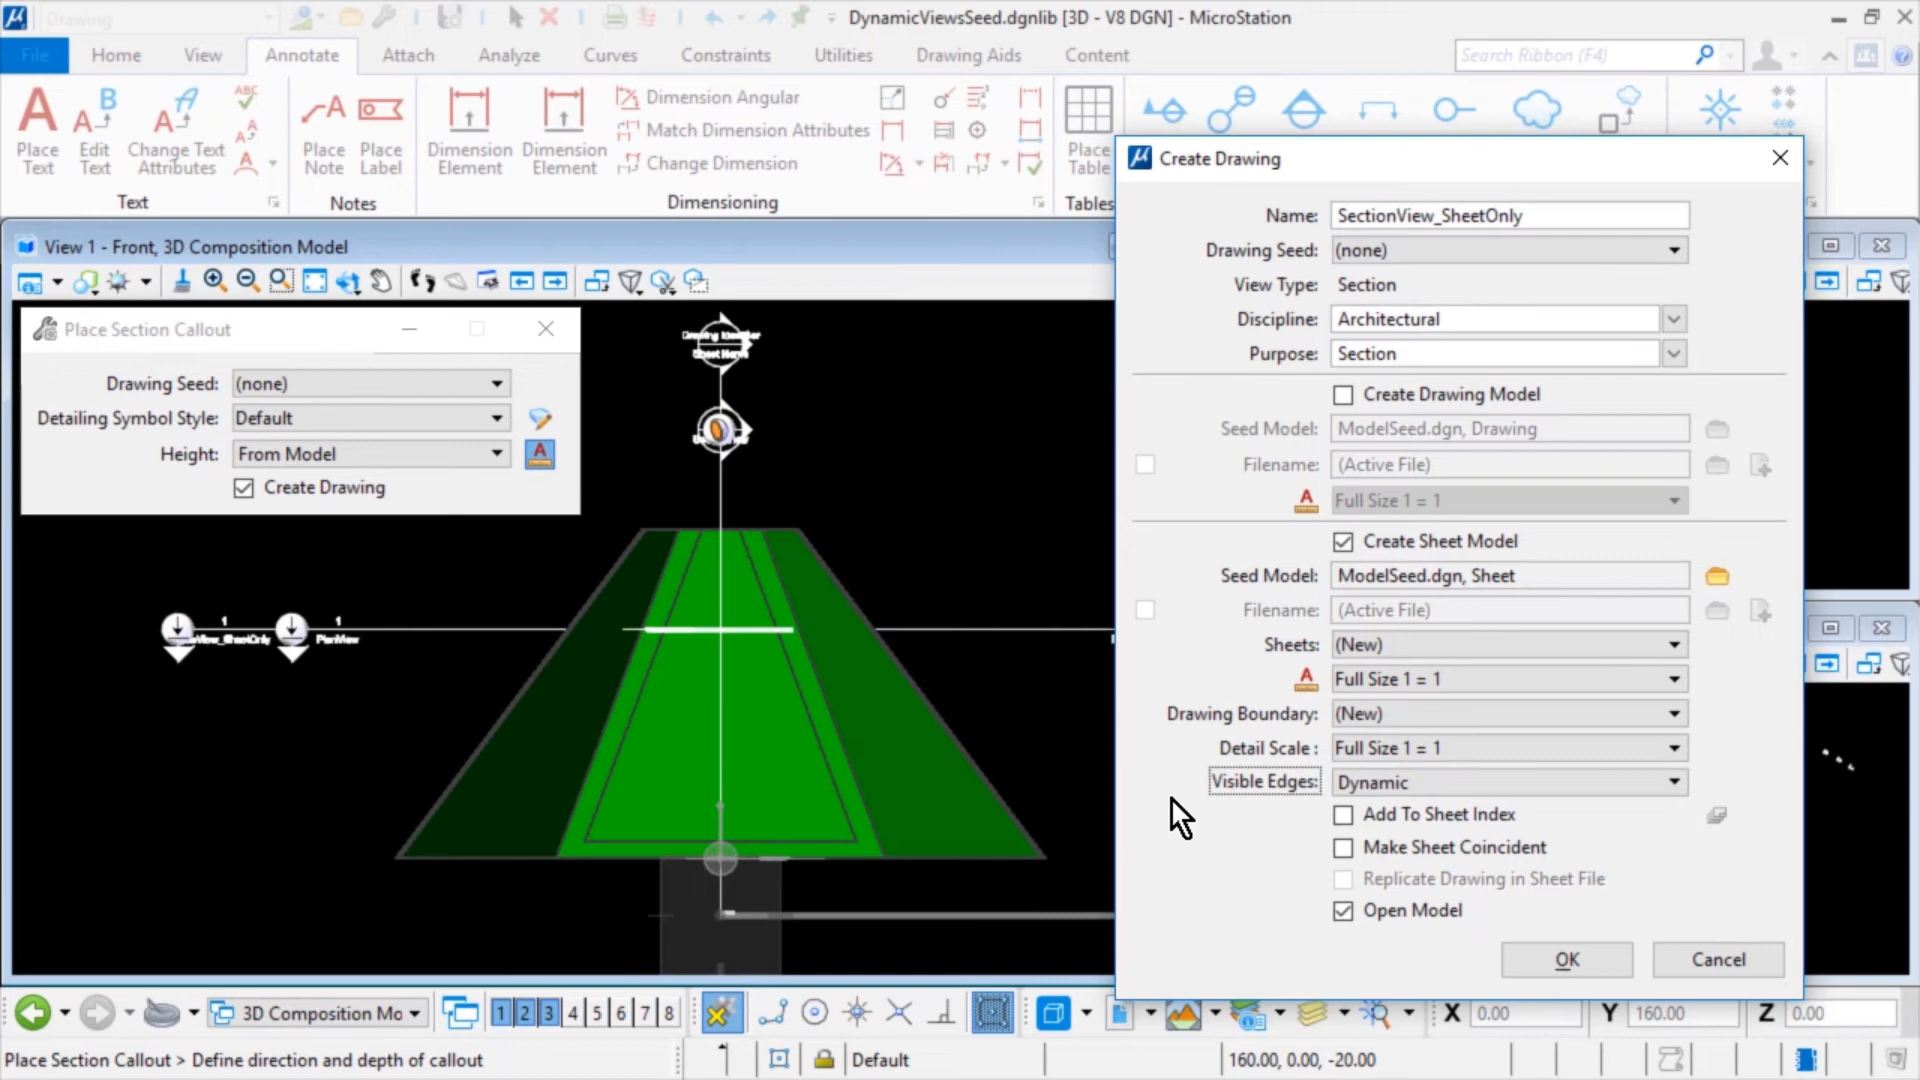 Drawing
DynamicViewsSeed.dgnlib [3D - V8 DGN] - MicroStation
File
Home
View
Annotate
Attach
Analyze
Curves
Constraints
Utilities
Drawing Aids
Content
Search Ribbon (F4)
Place Text
Edit Text
Change Text Attributes
Text
Place Note
Place Label
Notes
Dimension Element
Dimension Element
Dimension Angular
Match Dimension Attributes
Change Dimension
Dimensioning
Place Table
Tables
View 1 - Front, 3D Composition Model
Place Section Callout
Drawing Seed: (none)
Detailing Symbol Style: Default
Height: From Model
Create Drawing
Drawing Identifier
Sheet Name
1
View_SheetOnly
1
PlanView
Create Drawing
Name: SectionView_SheetOnly
Drawing Seed: (none)
View Type: Section
Discipline: Architectural
Purpose: Section
Create Drawing Model
Seed Model: ModelSeed.dgn, Drawing
Filename: (Active File)
Full Size 1 = 1
Create Sheet Model
Seed Model: ModelSeed.dgn, Sheet
Filename: (Active File)
Sheets: (New)
Full Size 1 = 1
Drawing Boundary: (New)
Detail Scale : Full Size 1 = 1
Visible Edges: Dynamic
Add To Sheet Index
Make Sheet Coincident
Replicate Drawing in Sheet File
Open Model
OK
Cancel
3D Composition Mo
1 2 3 4 5 6 7 8
X 0.00
Y 160.00
Z 0.00
Place Section Callout > Define direction and depth of callout
Default
160.00, 0.00, -20.00